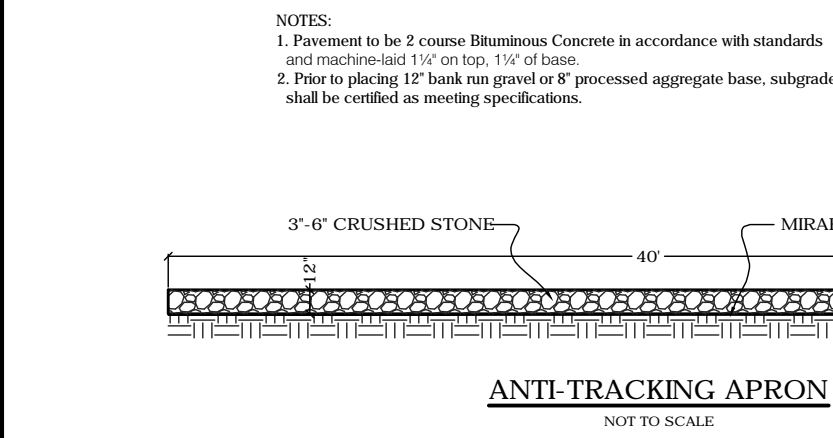 NOTES:
1. Pavement to be 2 course Bituminous Concrete in accordance with standards
and machine-laid 1¼" on top, 1¼" of base.
2. Prior to placing 12" bank run gravel or 8" processed aggregate base, subgrade
shall be certified as meeting specifications.
3"-6" CRUSHED STONE
40'
12"
ANTI-TRACKING APRON
NOT TO SCALE